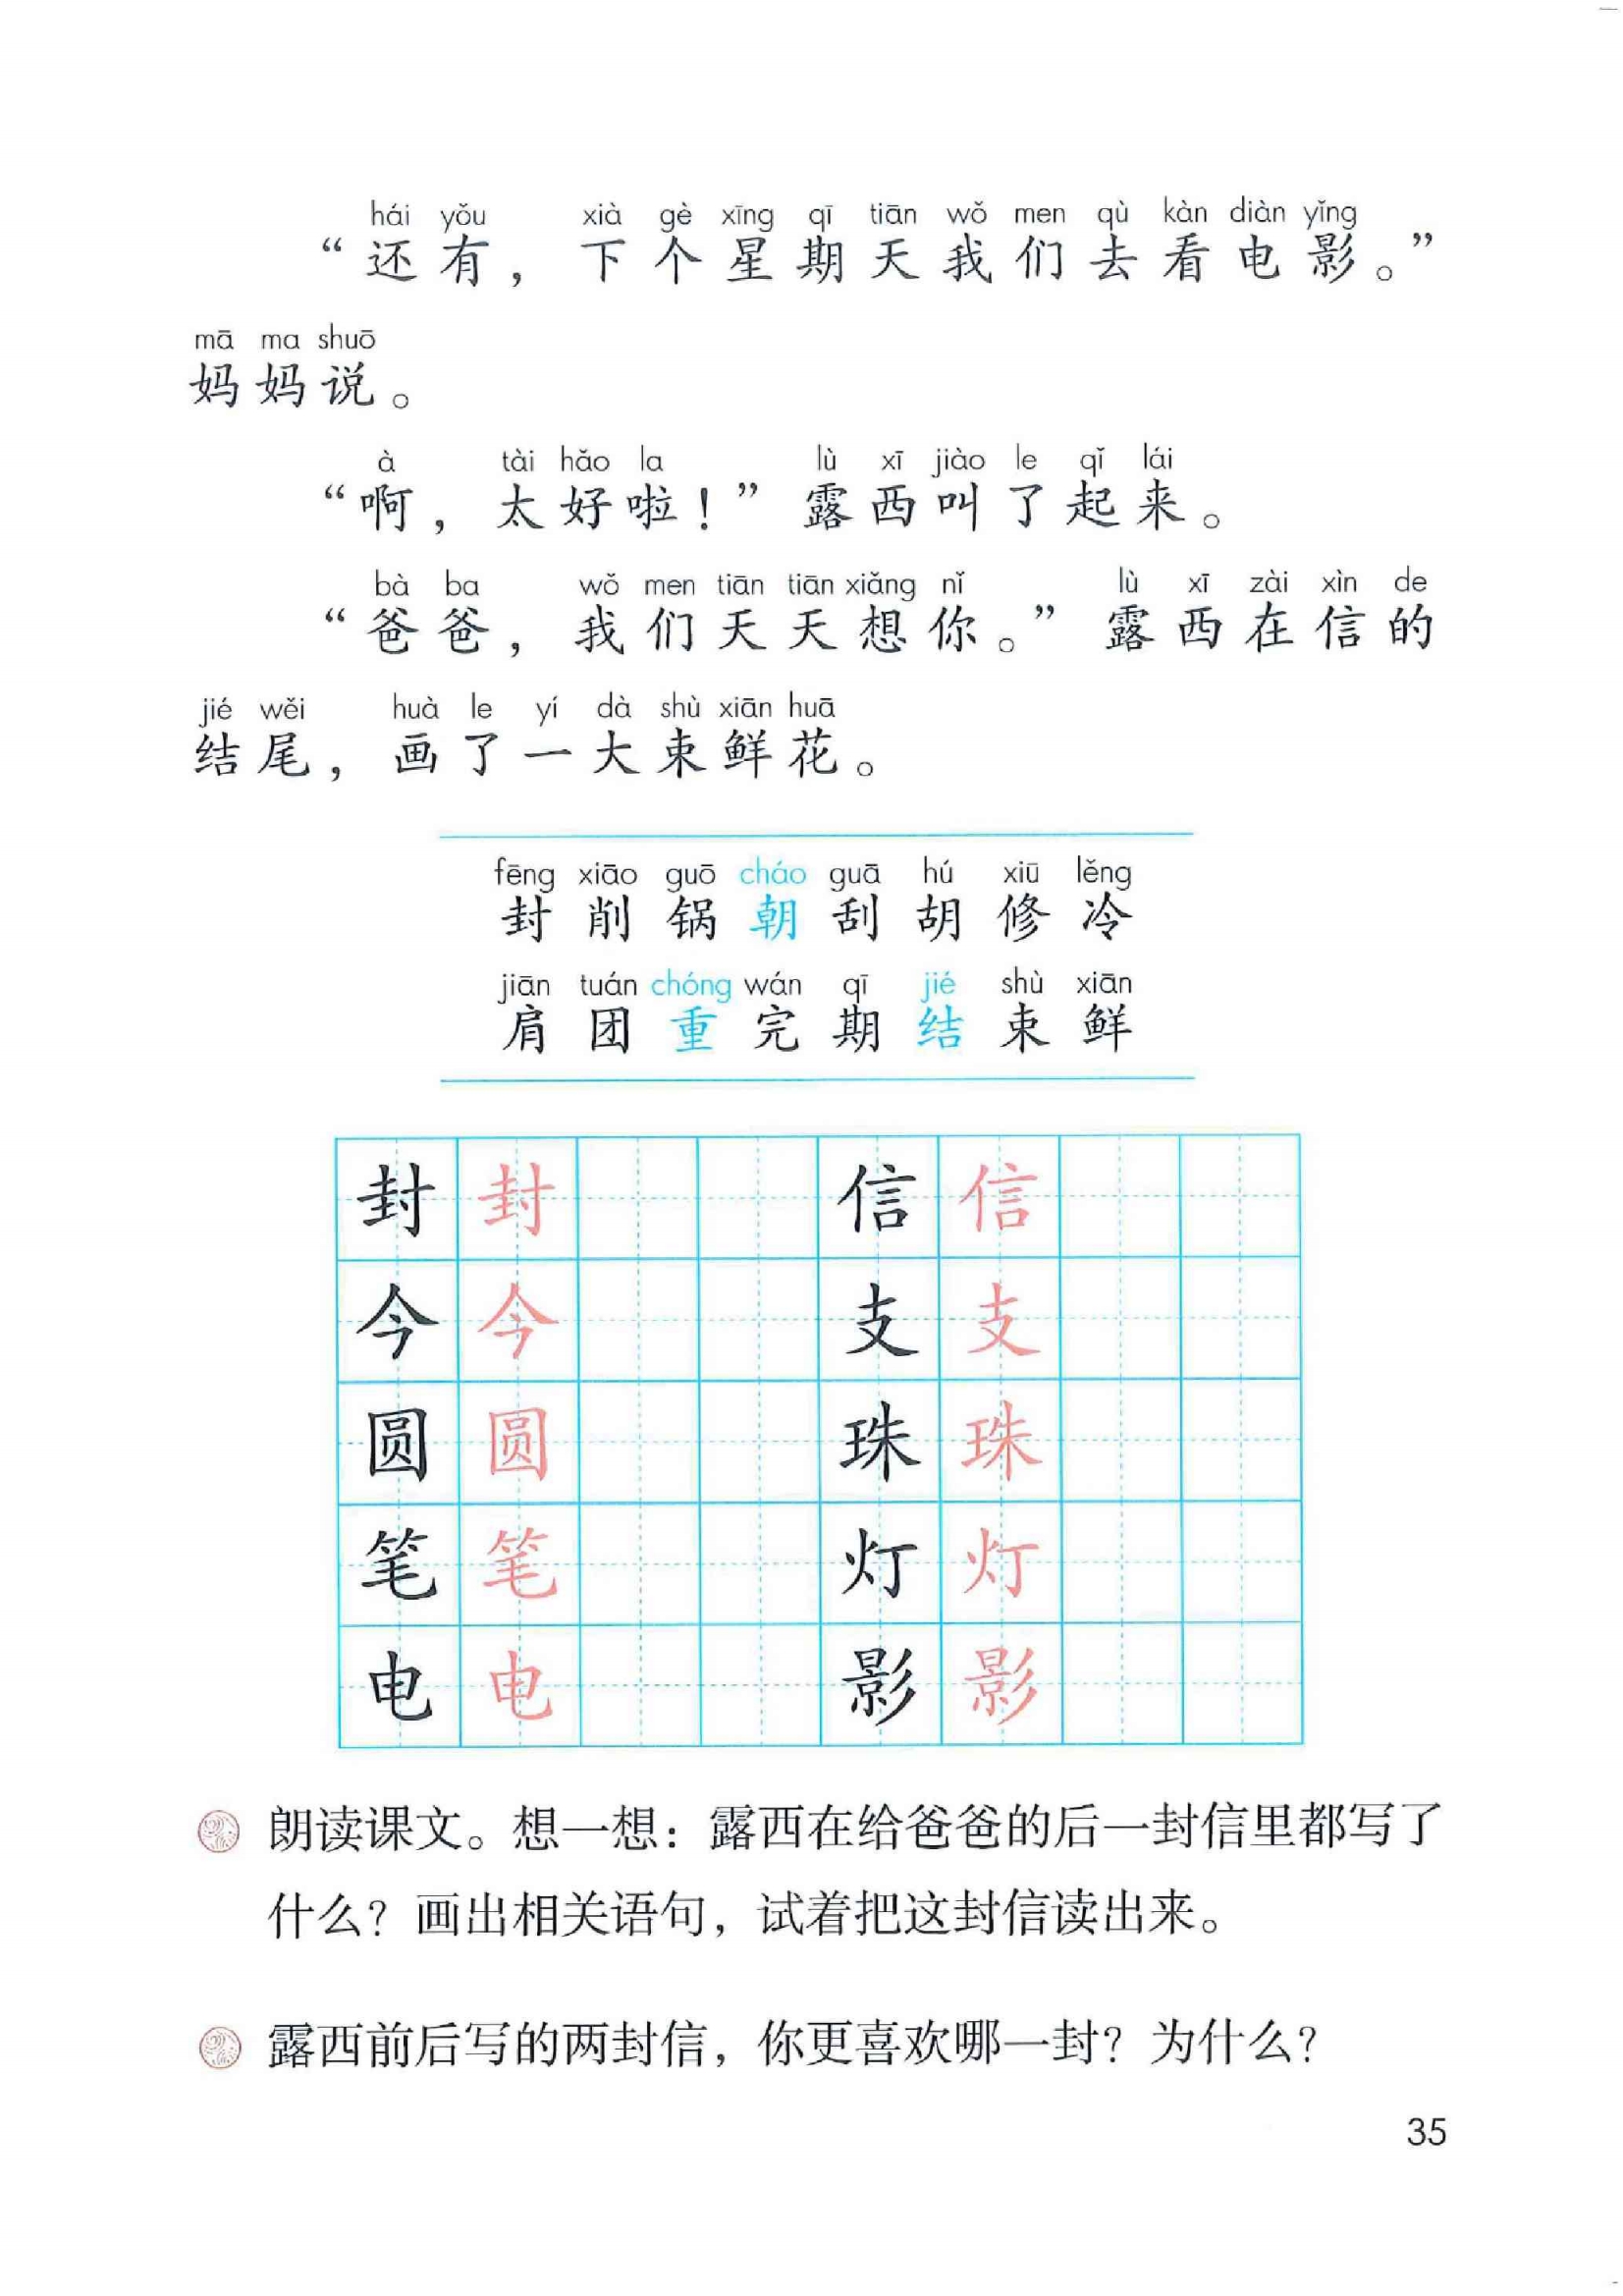 hái yǒu xià gè xīng qī tiān wǒ men qù kàn diàn yǐng
“还有，下个星期天我们去看电影。”
mā ma shuō
妈妈说。
à tài hǎo la lù xī jiào le qǐ lái
“啊，太好啦！”露西叫了起来。
bà ba wǒ men tiān tiān xiǎng nǐ lù xī zài xìn de
“爸爸，我们天天想你。”露西在信的
jié wěi huà le yí dà shù xiān huā
结尾，画了一大束鲜花。
fēng xiāo guō cháo guā hú xiū lěng
封 削 锅 朝 刮 胡 修 冷
jiān tuán chóng wán qī jié shù xiān
肩 团 重 完 期 结 束 鲜
封 封 信 信
今 今 支 支
圆 圆 珠 珠
笔 笔 灯 灯
电 电 影 影
朗读课文。想一想：露西在给爸爸的后一封信里都写了
什么？画出相关语句，试着把这封信读出来。
露西前后写的两封信，你更喜欢哪一封？为什么？
35